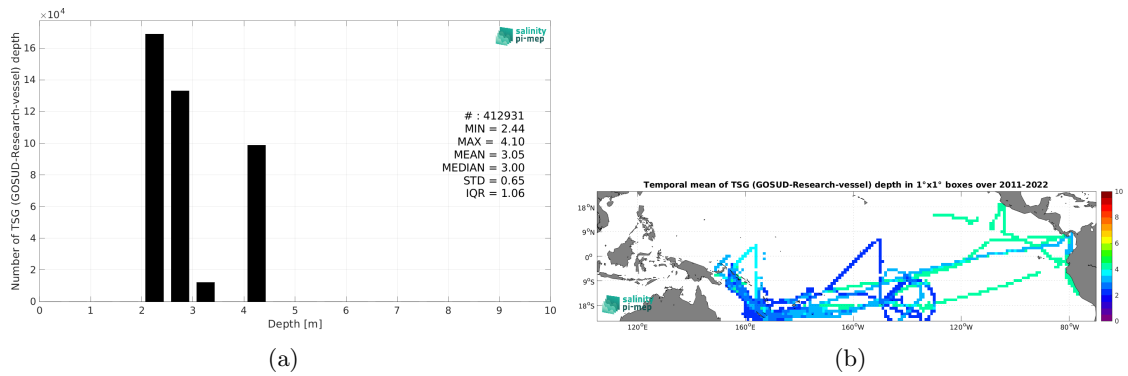 ×10⁴
16
14
12
10
8
6
4
2
0
Number of TSG (GOSUD-Research-vessel) depth
0 1 2 3 4 5 6 7 8 9 10
Depth [m]
salinity
pi-mep
# : 412931
MIN = 2.44
MAX = 4.10
MEAN = 3.05
MEDIAN = 3.00
STD = 0.65
IQR = 1.06
(a)
Temporal mean of TSG (GOSUD-Research-vessel) depth in 1°x1° boxes over 2011-2022
18°N
9°N
0°
9°S
18°S
120°E 160°E 160°W 120°W 80°W
salinity
pi-mep
10
8
6
4
2
0
(b)